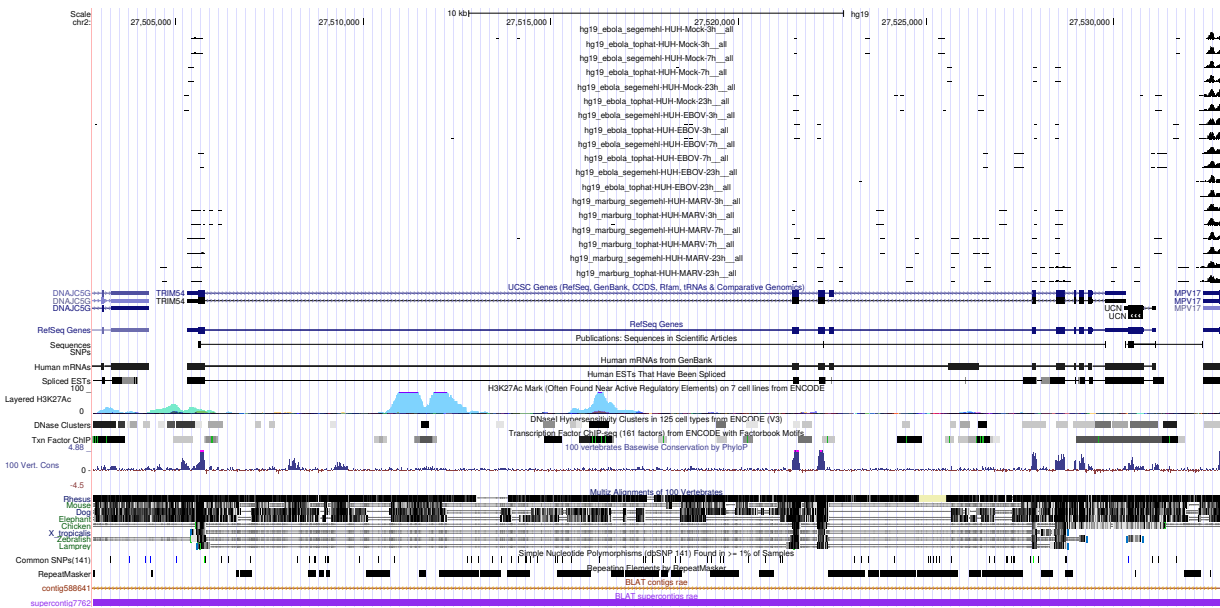 Scale 10 kb hg19
chr2: 27,505,000 27,510,000 27,515,000 27,520,000 27,525,000 27,530,000
hg19_ebola_segemehl-HUH-Mock-3h__all
hg19_ebola_tophat-HUH-Mock-3h__all
hg19_ebola_segemehl-HUH-Mock-7h__all
hg19_ebola_tophat-HUH-Mock-7h__all
hg19_ebola_segemehl-HUH-Mock-23h__all
hg19_ebola_tophat-HUH-Mock-23h__all
hg19_ebola_segemehl-HUH-EBOV-3h__all
hg19_ebola_tophat-HUH-EBOV-3h__all
hg19_ebola_segemehl-HUH-EBOV-7h__all
hg19_ebola_tophat-HUH-EBOV-7h__all
hg19_ebola_segemehl-HUH-EBOV-23h__all
hg19_ebola_tophat-HUH-EBOV-23h__all
hg19_marburg_segemehl-HUH-MARV-3h__all
hg19_marburg_tophat-HUH-MARV-3h__all
hg19_marburg_segemehl-HUH-MARV-7h__all
hg19_marburg_tophat-HUH-MARV-7h__all
hg19_marburg_segemehl-HUH-MARV-23h__all
hg19_marburg_tophat-HUH-MARV-23h__all
UCSC Genes (RefSeq, GenBank, CCDS, Rfam, tRNAs & Comparative Genomics)
DNAJC5G TRIM54 MPV17
DNAJC5G TRIM54 MPV17
DNAJC5G UCN MPV17
UCN
RefSeq Genes
RefSeq Genes
Publications: Sequences in Scientific Articles
Sequences
SNPs
Human mRNAs from GenBank
Human mRNAs
Human ESTs That Have Been Spliced
Spliced ESTs
H3K27Ac Mark (Often Found Near Active Regulatory Elements) on 7 cell lines from ENCODE
100
Layered H3K27Ac
0
DNaseI Hypersensitivity Clusters in 125 cell types from ENCODE (V3)
DNase Clusters
Transcription Factor ChIP-seq (161 factors) from ENCODE with Factorbook Motifs
Txn Factor ChIP
100 vertebrates Basewise Conservation by PhyloP
4.88
100 Vert. Cons
0
-4.5
Multiz Alignments of 100 Vertebrates
Rhesus
Mouse
Dog
Elephant
Chicken
X_tropicalis
Zebrafish
Lamprey
Simple Nucleotide Polymorphisms (dbSNP 141) Found in >= 1% of Samples
Common SNPs(141)
Repeating Elements by RepeatMasker
RepeatMasker
BLAT contigs rae
contig588641
BLAT supercontigs rae
supercontig7762